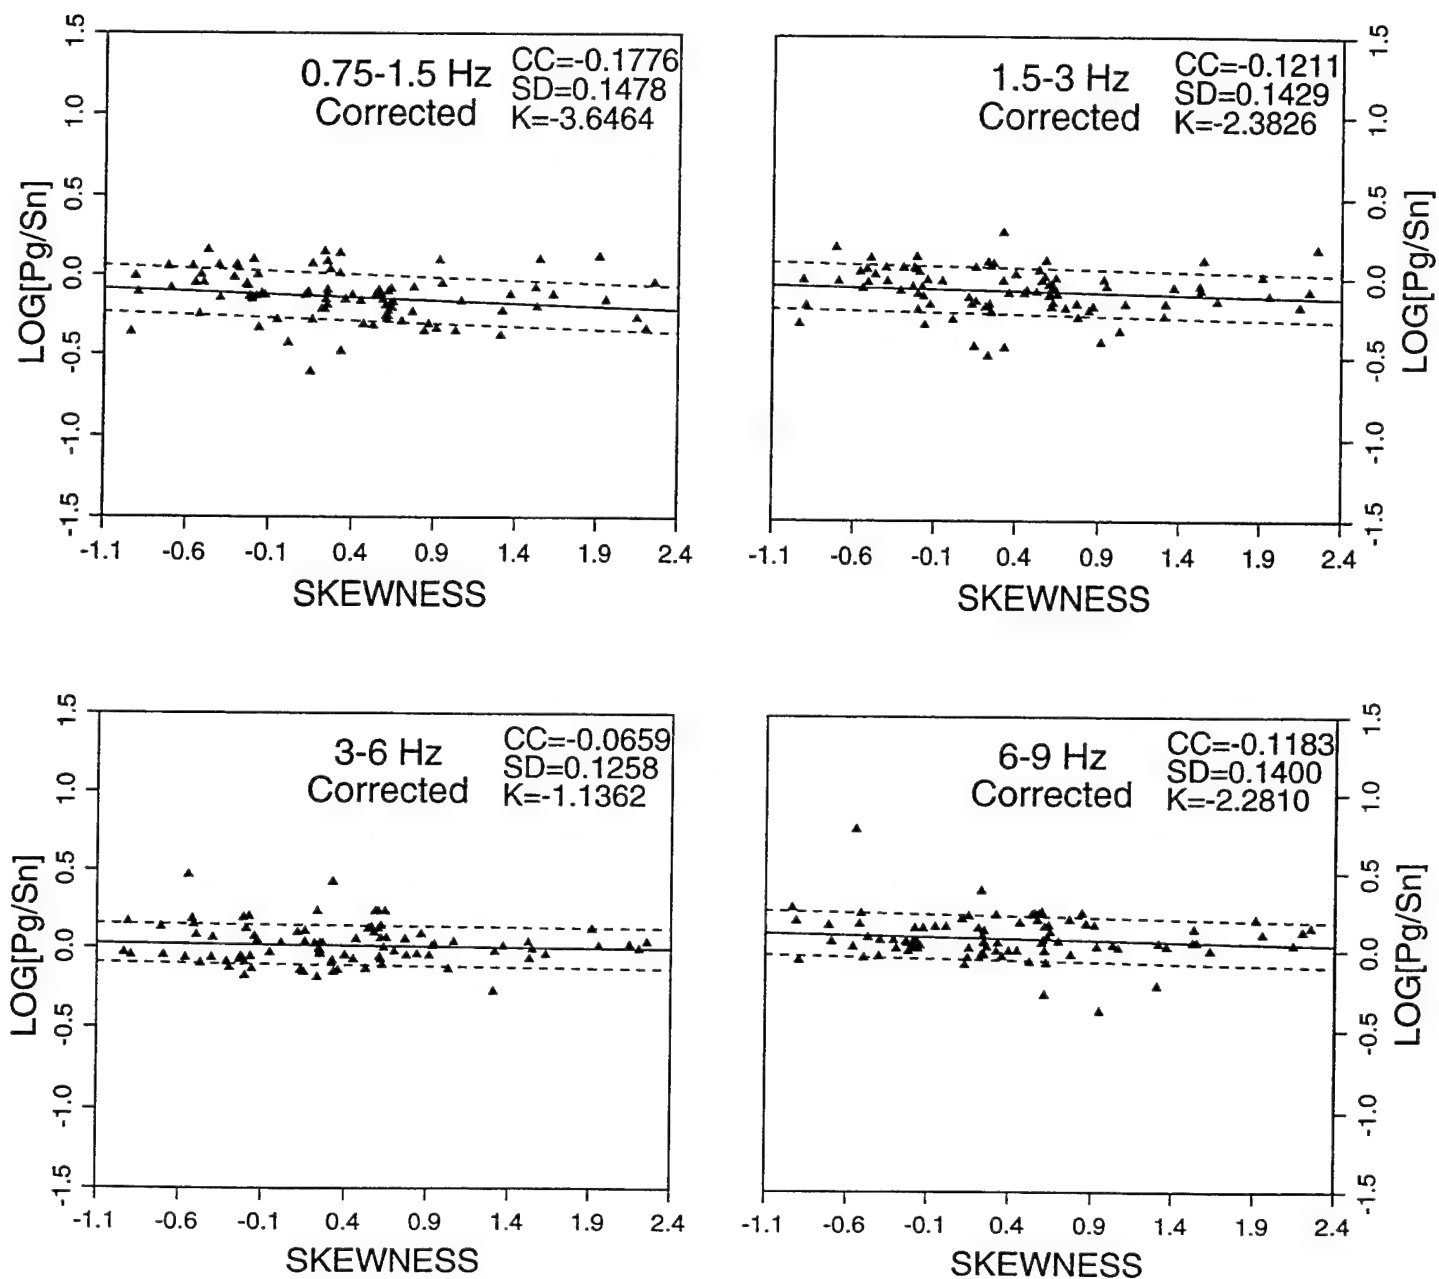 0.75-1.5 Hz
Corrected
CC=-0.1776
SD=0.1478
K=-3.6464
LOG[Pg/Sn]
1.5
1.0
0.5
0.0
-0.5
-1.0
-1.5
-1.1 -0.6 -0.1 0.4 0.9 1.4 1.9 2.4
SKEWNESS
1.5-3 Hz
Corrected
CC=-0.1211
SD=0.1429
K=-2.3826
LOG[Pg/Sn]
1.5
1.0
0.5
0.0
-0.5
-1.0
-1.5
-1.1 -0.6 -0.1 0.4 0.9 1.4 1.9 2.4
SKEWNESS
3-6 Hz
Corrected
CC=-0.0659
SD=0.1258
K=-1.1362
LOG[Pg/Sn]
1.5
1.0
0.5
0.0
-0.5
-1.0
-1.5
-1.1 -0.6 -0.1 0.4 0.9 1.4 1.9 2.4
SKEWNESS
6-9 Hz
Corrected
CC=-0.1183
SD=0.1400
K=-2.2810
LOG[Pg/Sn]
1.5
1.0
0.5
0.0
-0.5
-1.0
-1.5
-1.1 -0.6 -0.1 0.4 0.9 1.4 1.9 2.4
SKEWNESS